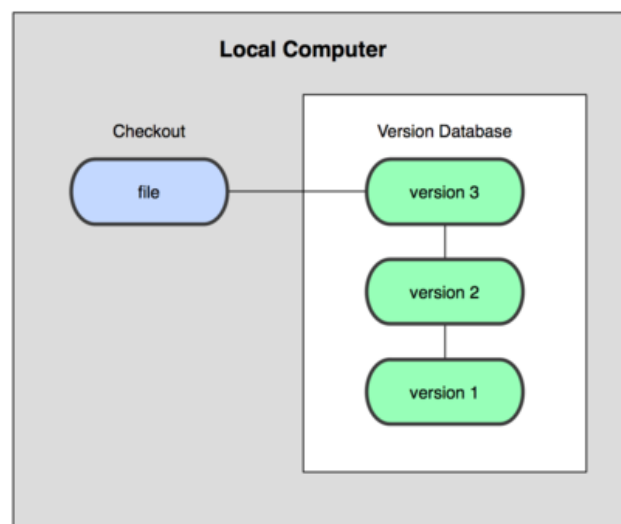 Local Computer
Checkout
Version Database
file
version 3
version 2
version 1